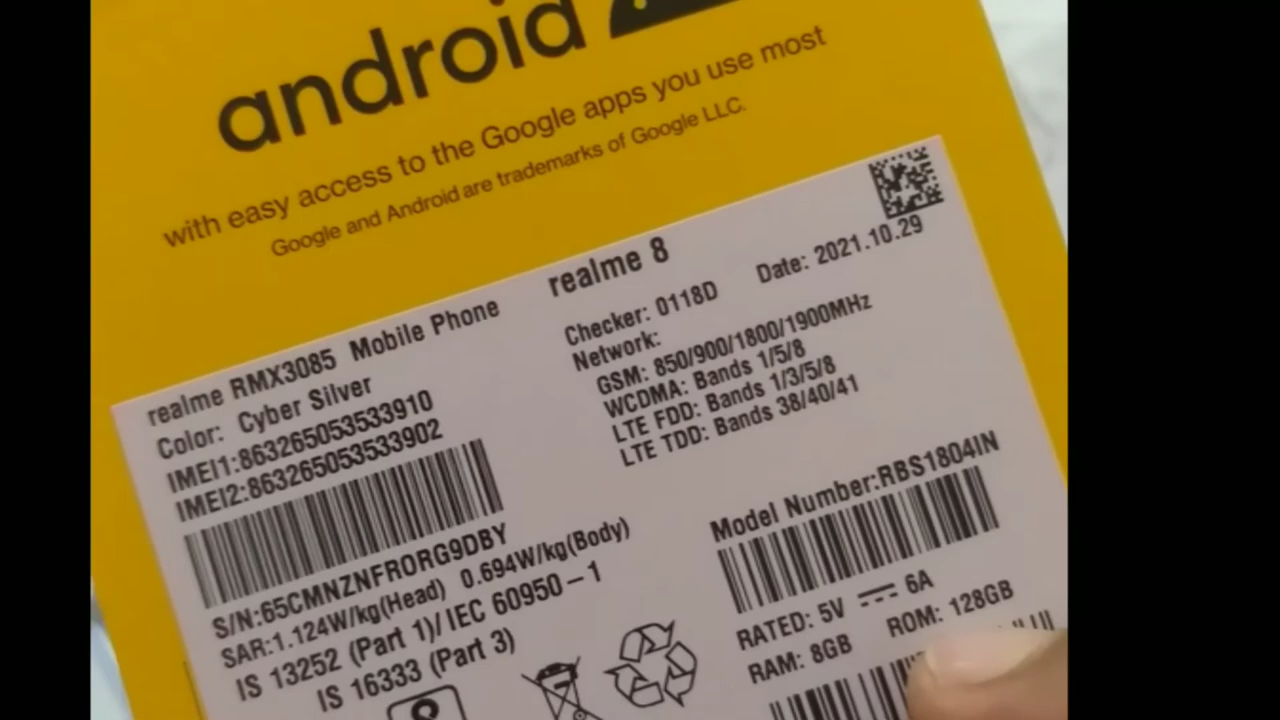 android
with easy access to the Google apps you use most
Google and Android are trademarks of Google LLC.
realme RMX3085 Mobile Phone
realme 8
Color: Cyber Silver
IMEI1:863265053533910
IMEI2:863265053533902
Checker: 0118D
Date: 2021.10.29
Network:
GSM: 850/900/1800/1900MHz
WCDMA: Bands 1/5/8
LTE FDD: Bands 1/3/5/8
LTE TDD: Bands 38/40/41
S/N:65CMNZNFRORG9DBY
SAR:1.124W/kg(Head) 0.694W/kg(Body)
IS 13252 (Part 1)/ IEC 60950-1
IS 16333 (Part 3)
Model Number:RBS1804IN
RATED: 5V ⎓ 6A
RAM: 8GB ROM: 128GB